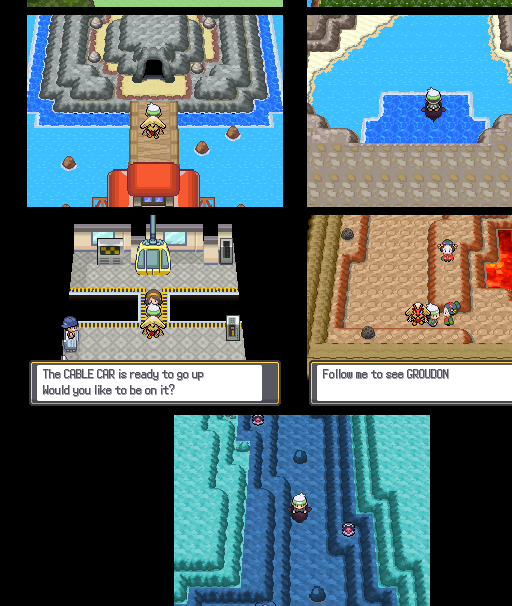 The CABLE CAR is ready to go up
Would you like to be on it?
Follow me to see GROUDON